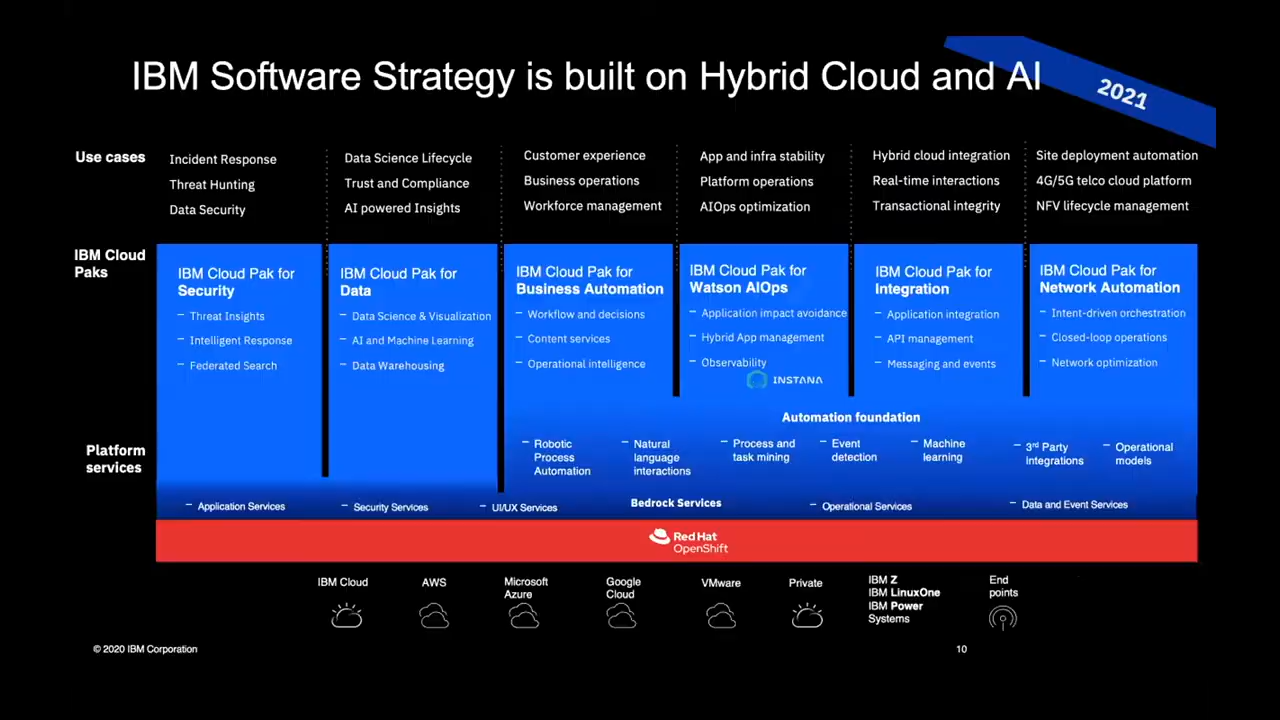 IBM Software Strategy is built on Hybrid Cloud and AI
2021
Use cases
Incident Response
Threat Hunting
Data Security
Data Science Lifecycle
Trust and Compliance
AI powered Insights
Customer experience
Business operations
Workforce management
App and infra stability
Platform operations
AIOps optimization
Hybrid cloud integration
Real-time interactions
Transactional integrity
Site deployment automation
4G/5G telco cloud platform
NFV lifecycle management
IBM Cloud
Paks
IBM Cloud Pak for
Security
– Threat Insights
– Intelligent Response
– Federated Search
IBM Cloud Pak for
Data
– Data Science & Visualization
– AI and Machine Learning
– Data Warehousing
IBM Cloud Pak for
Business Automation
– Workflow and decisions
– Content services
– Operational intelligence
IBM Cloud Pak for
Watson AIOps
– Application impact avoidance
– Hybrid App management
– Observability
INSTANA
IBM Cloud Pak for
Integration
– Application integration
– API management
– Messaging and events
IBM Cloud Pak for
Network Automation
– Intent-driven orchestration
– Closed-loop operations
– Network optimization
Platform
services
Automation foundation
– Robotic
Process
Automation
– Natural
language
interactions
– Process and
task mining
– Event
detection
– Machine
learning
– 3rd Party
Integrations
– Operational
models
– Application Services
– Security Services
– UI/UX Services
Bedrock Services
– Operational Services
– Data and Event Services
Red Hat
OpenShift
IBM Cloud
AWS
Microsoft
Azure
Google
Cloud
VMware
Private
IBM Z
IBM LinuxOne
IBM Power
Systems
End
points
© 2020 IBM Corporation
10